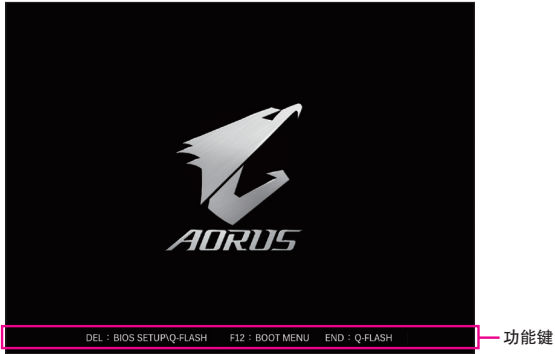 AORUS
DEL：BIOS SETUP\Q-FLASH F12：BOOT MENU END：Q-FLASH
功能键